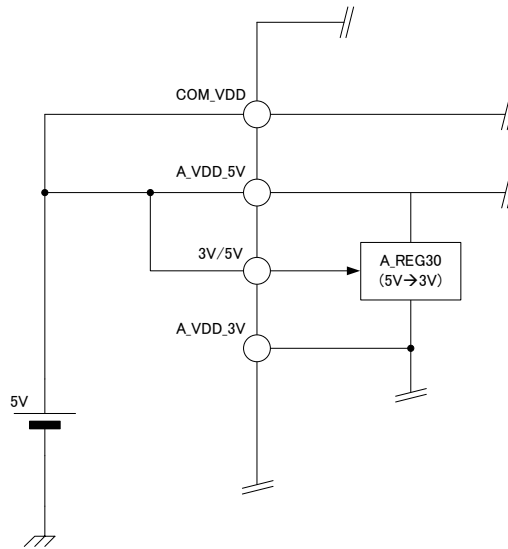 COM_VDD
A_VDD_5V
3V/5V
A_REG30
(5V→3V)
A_VDD_3V
5V